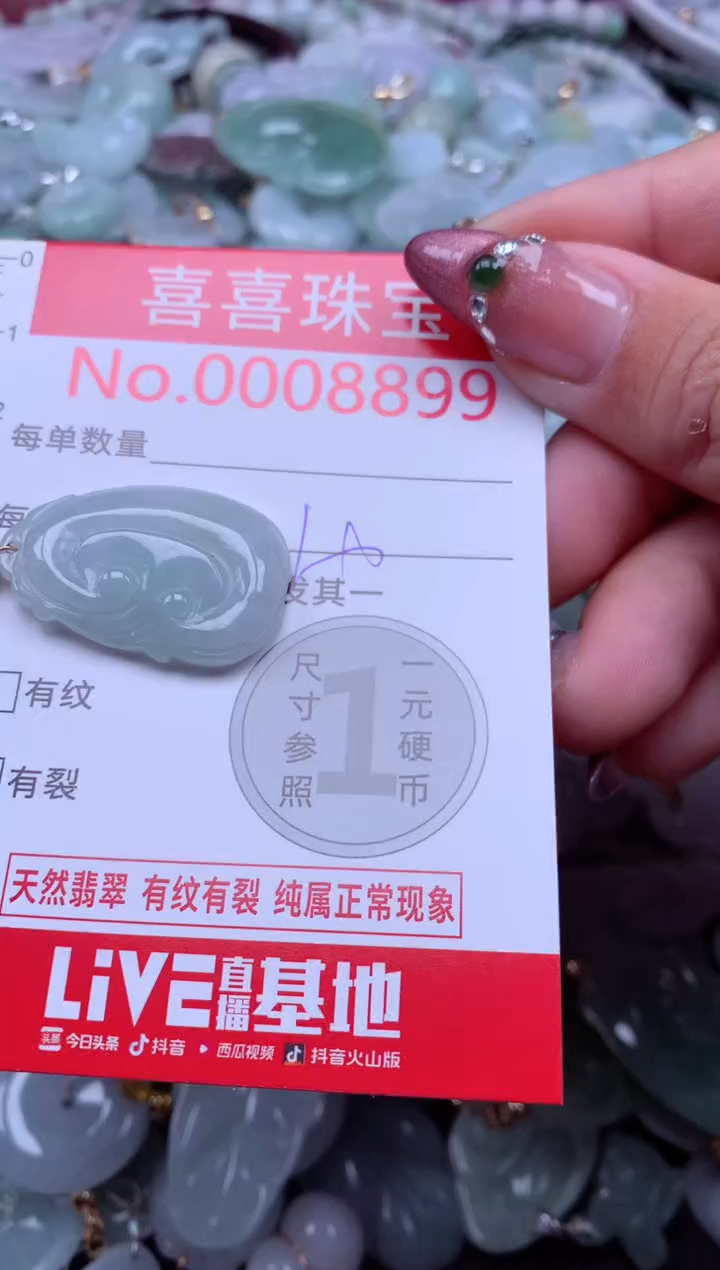 0
1
喜喜珠宝
No.0008899
2
每单数量
每
发其一
尺寸参照
1
一元硬币
有纹
有裂
天然翡翠 有纹有裂 纯属正常现象
LiVE直播基地
头条 今日头条 抖音 西瓜视频 抖音火山版